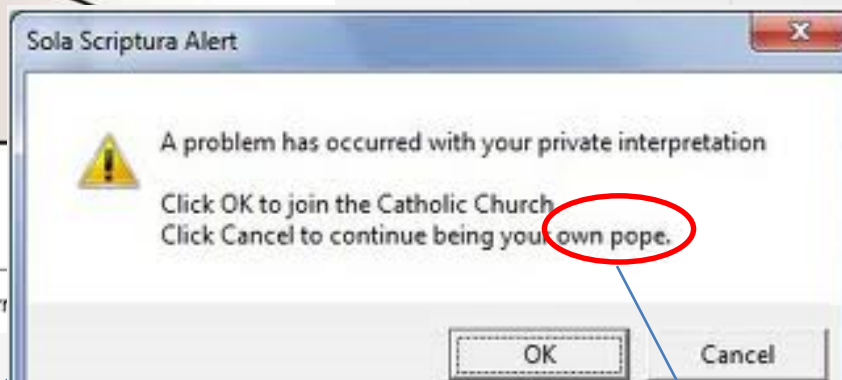 Sola Scriptura Alert
A problem has occurred with your private interpretation
Click OK to join the Catholic Church
Click Cancel to continue being your own pope.
OK Cancel